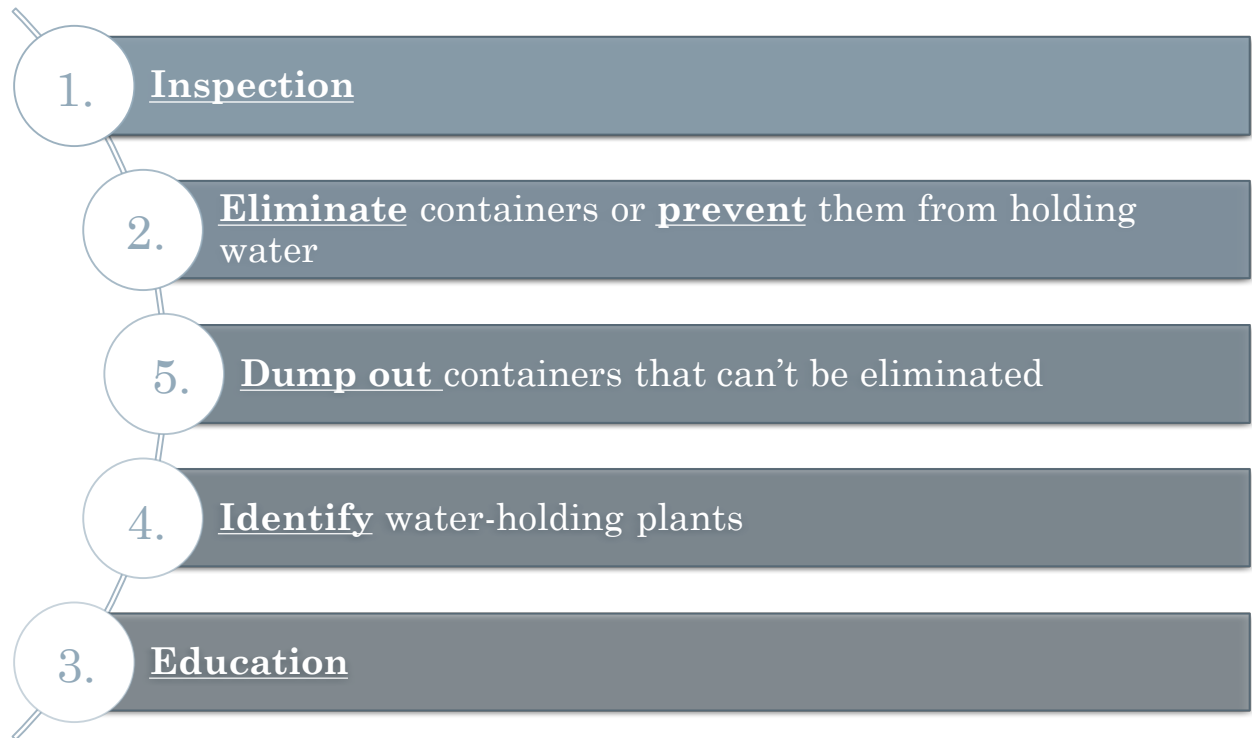 1. Inspection
2. Eliminate containers or prevent them from holding
water
5. Dump out containers that can’t be eliminated
4. Identify water-holding plants
3. Education